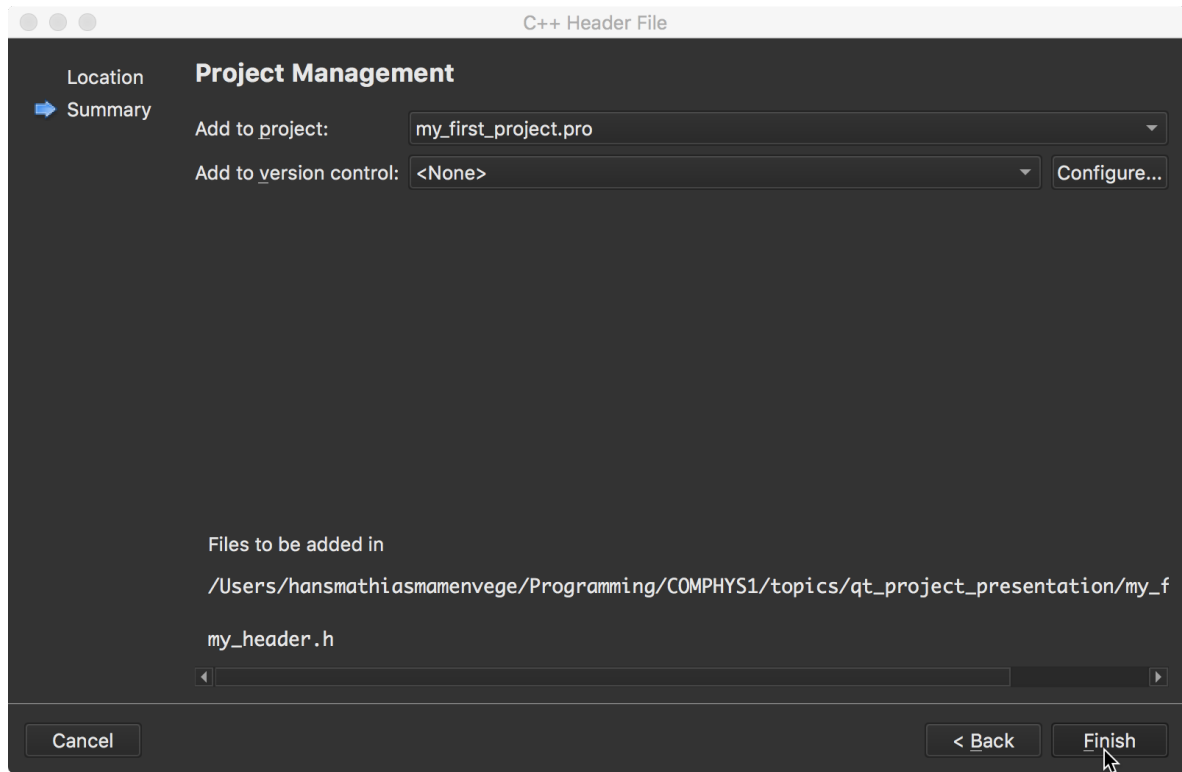 C++ Header File
Location
Summary
Project Management
Add to project:
my_first_project.pro
Add to version control:
<None>
Configure...
Files to be added in
/Users/hansmathiasmamenvege/Programming/COMPHYS1/topics/qt_project_presentation/my_f
my_header.h
Cancel
< Back
Finish